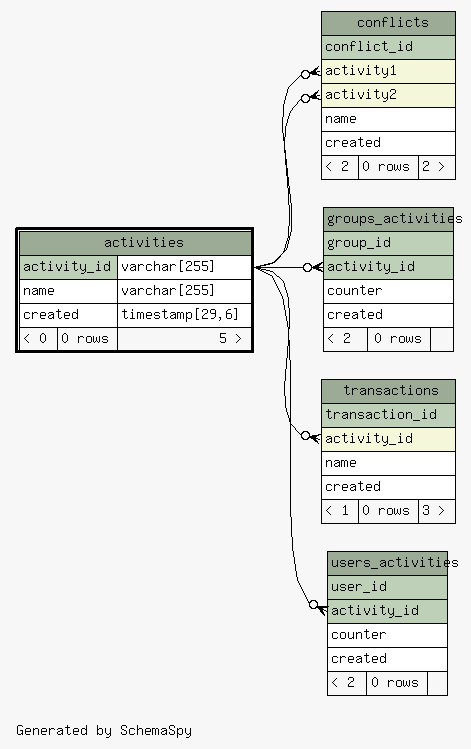 conflicts
conflict_id
activity1
activity2
name
created
< 2 0 rows 2 >
activities
activity_id varchar[255]
name varchar[255]
created timestamp[29,6]
< 0 0 rows 5 >
groups_activities
group_id
activity_id
counter
created
< 2 0 rows
transactions
transaction_id
activity_id
name
created
< 1 0 rows 3 >
users_activities
user_id
activity_id
counter
created
< 2 0 rows
Generated by SchemaSpy